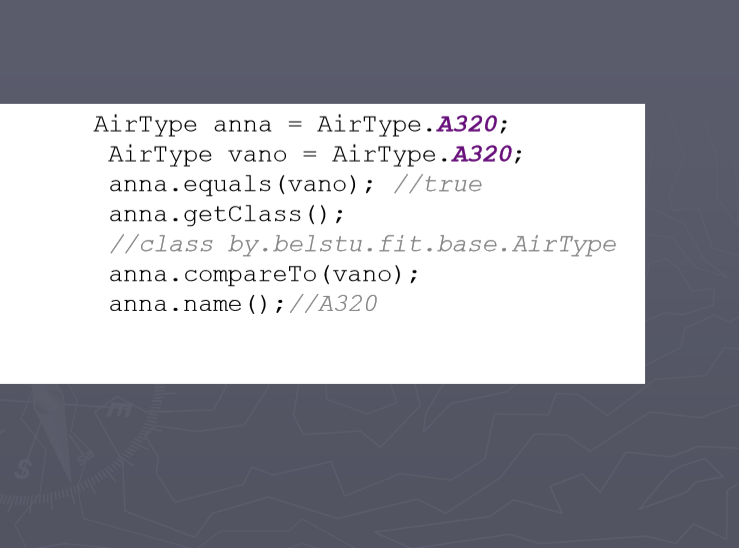 AirType anna = AirType.A320;
AirType vano = AirType.A320;
anna.equals(vano); //true
anna.getClass();
//class by.belstu.fit.base.AirType
anna.compareTo(vano);
anna.name();//A320
S